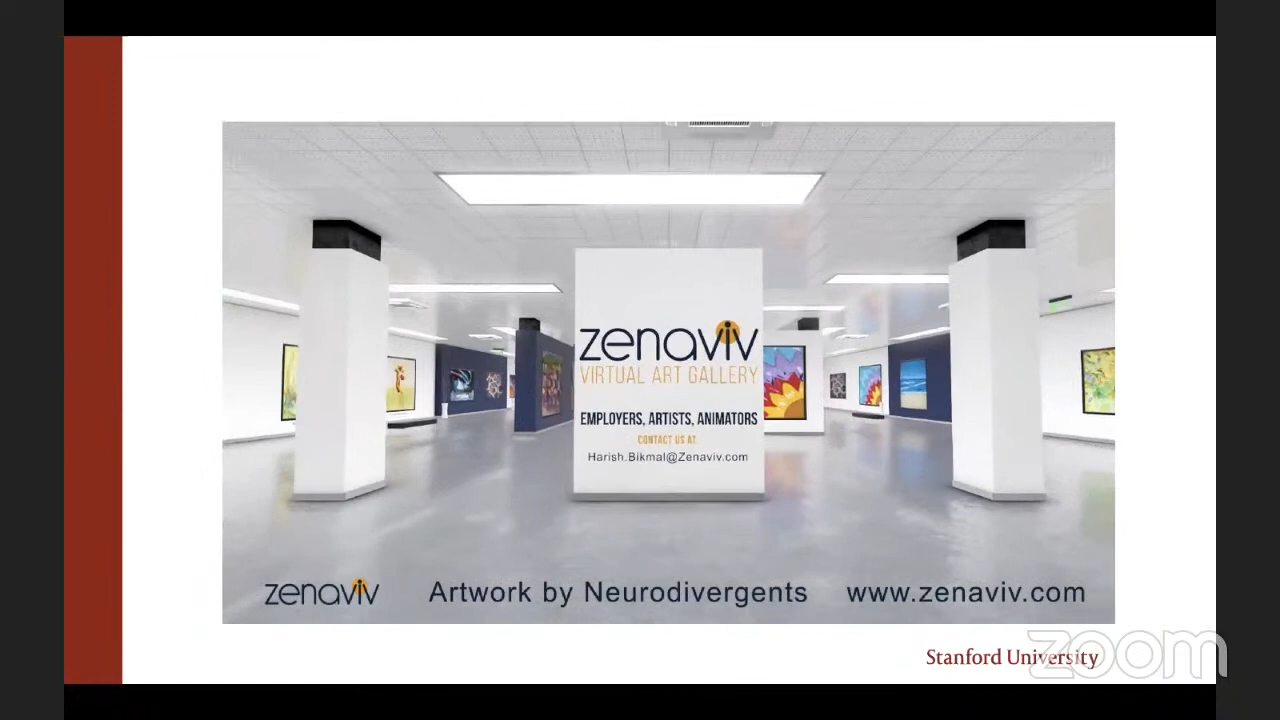 zenaviv
VIRTUAL ART GALLERY
EMPLOYERS, ARTISTS, ANIMATORS
CONTACT US AT
Harish.Bikmal@Zenaviv.com
zenaviv Artwork by Neurodivergents www.zenaviv.com
Stanford University
zoom